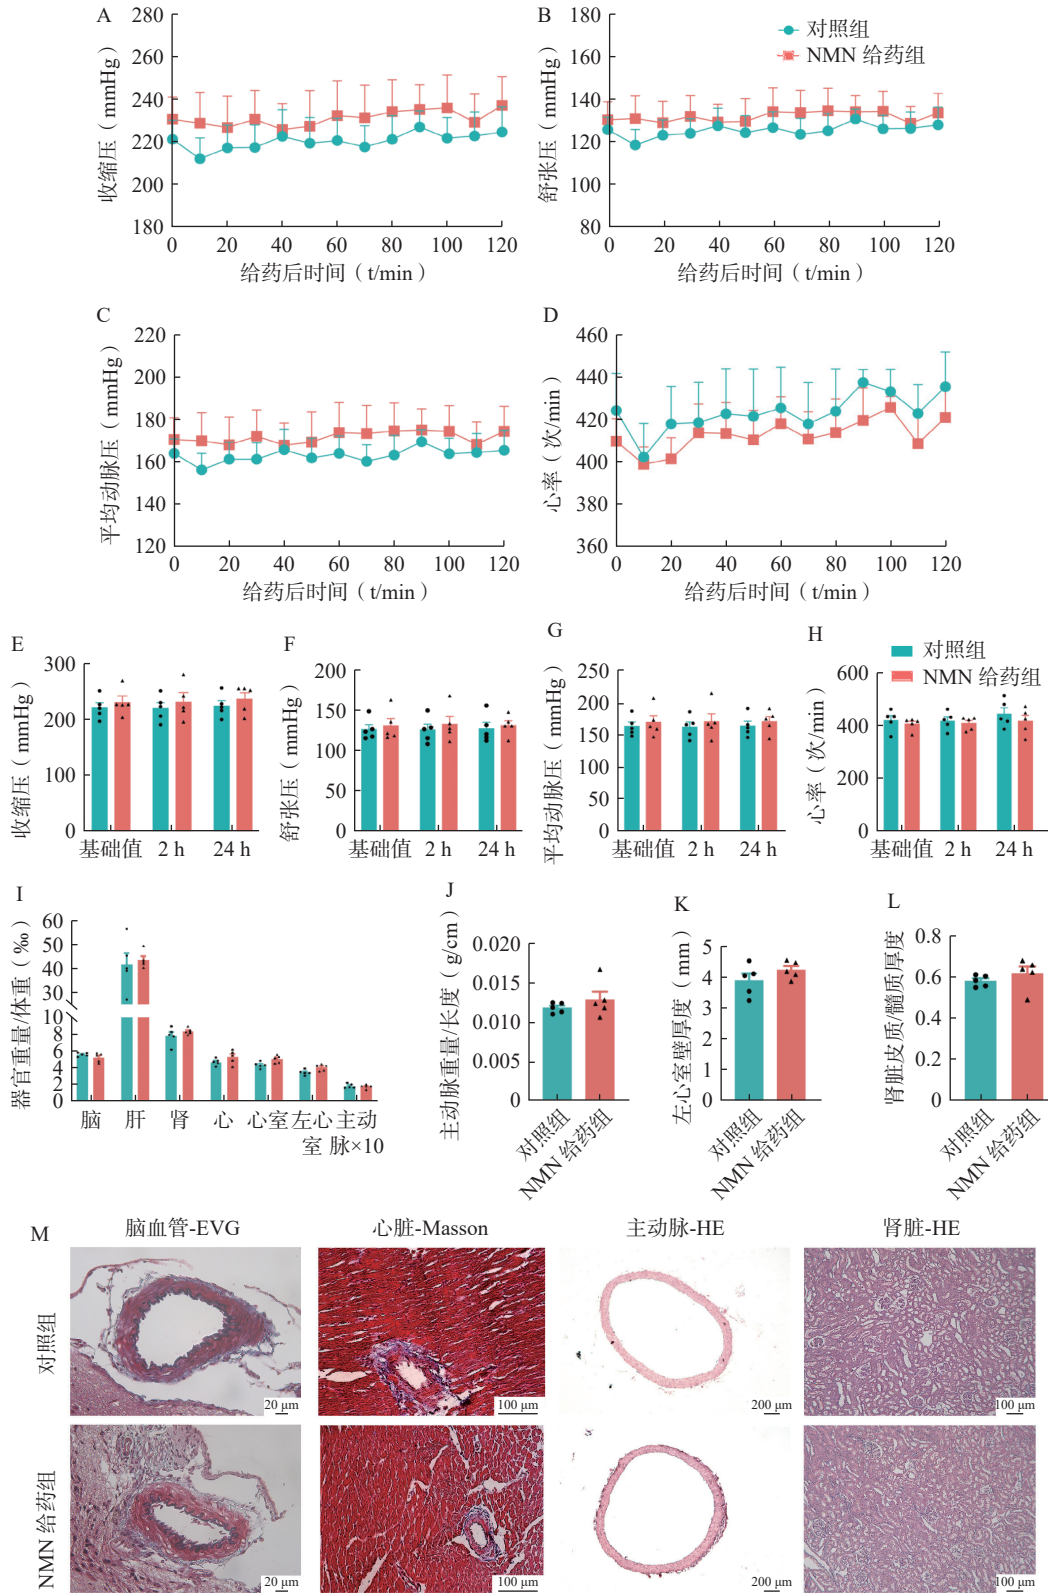 A
收缩压（mmHg）
280
260
240
220
200
180
0 20 40 60 80 100 120
给药后时间（t/min）
B
舒张压（mmHg）
180
160
140
120
100
80
0 20 40 60 80 100 120
给药后时间（t/min）
对照组
NMN 给药组
C
平均动脉压（mmHg）
220
200
180
160
140
120
0 20 40 60 80 100 120
给药后时间（t/min）
D
心率（次/min）
460
440
420
400
380
360
0 20 40 60 80 100 120
给药后时间（t/min）
E
收缩压（mmHg）
300
200
100
0
基础值 2 h 24 h
F
舒张压（mmHg）
200
150
100
50
0
基础值 2 h 24 h
G
平均动脉压（mmHg）
250
200
150
100
50
0
基础值 2 h 24 h
H
心率（次/min）
600
400
200
0
基础值 2 h 24 h
对照组
NMN 给药组
I
器官重量/体重（‰）
60
50
40
30
10
8
6
4
2
0
脑 肝 肾 心 心室 左心 主动
室 脉×10
J
主动脉重量/长度（g/cm）
0.020
0.015
0.010
0.005
0
对照组
NMN 给药组
K
左心室壁厚度（mm）
5
4
3
2
1
0
对照组
NMN 给药组
L
肾脏皮质/髓质厚度
0.8
0.6
0.4
0.2
0
对照组
NMN 给药组
M
脑血管-EVG 心脏-Masson 主动脉-HE 肾脏-HE
对照组
20 μm 100 μm 200 μm 100 μm
NMN 给药组
20 μm 100 μm 200 μm 100 μm